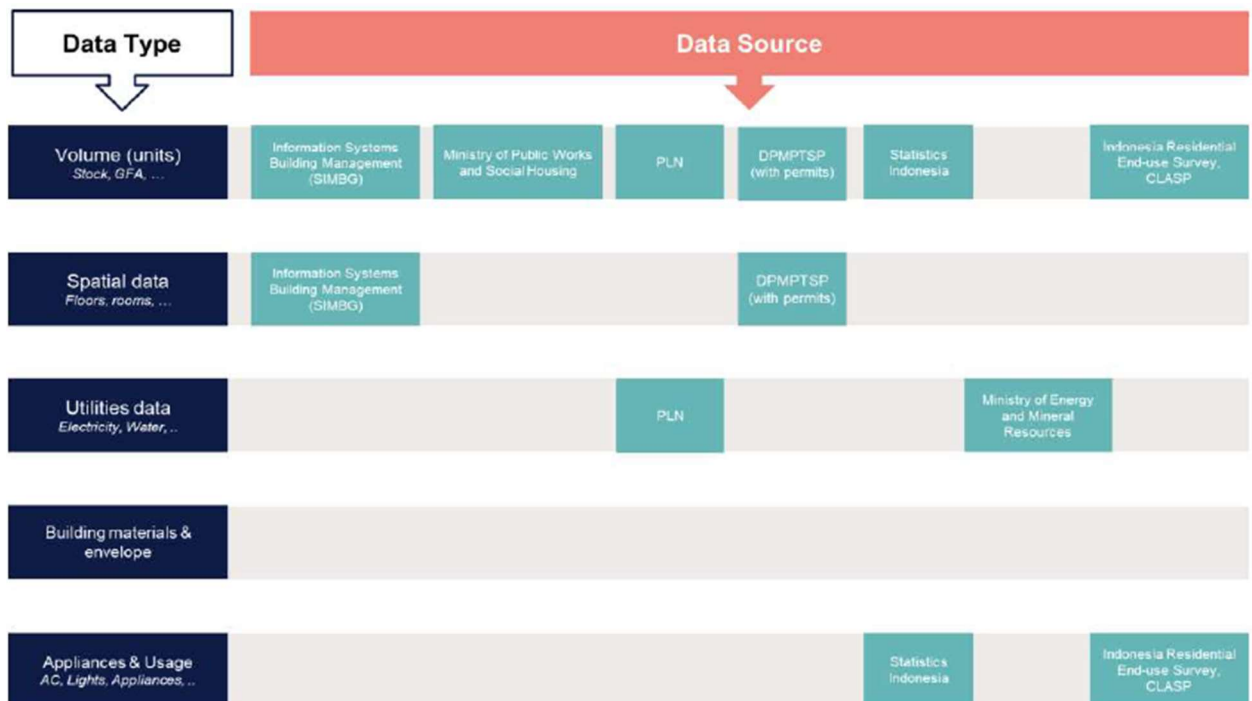 Data Type
Data Source
Volume (units)
Stock, GFA, ...
Information Systems
Building Management
(SIMBG)
Ministry of Public Works
and Social Housing
PLN
DPMPTSP
(with permits)
Statistics
Indonesia
Indonesia Residential
End-use Survey,
CLASP
Spatial data
Floors, rooms, ...
Information Systems
Building Management
(SIMBG)
DPMPTSP
(with permits)
Utilities data
Electricity, Water, ..
PLN
Ministry of Energy
and Mineral
Resources
Building materials &
envelope
Appliances & Usage
AC, Lights, Appliances, ..
Statistics
Indonesia
Indonesia Residential
End-use Survey,
CLASP